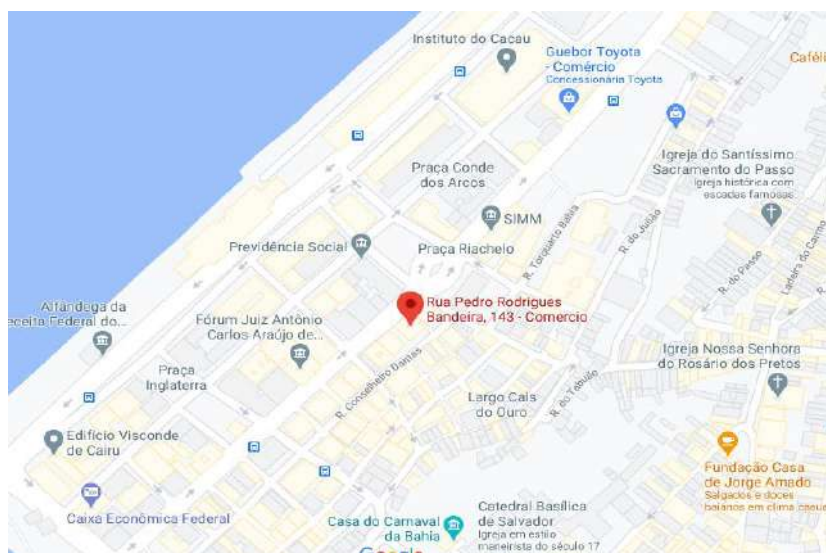 Instituto do Cacau
Guebor Toyota
- Comércio
Concessionária Toyota
Igreja do Santíssimo
Sacramento do Passo
Igreja histórica com
escadas famosas
Praça Conde
dos Arcos
SIMM
Praça Riachelo
Previdência Social
R. Torquarto Bahia
R. do Julião
R. do Passo
Ladeira do Carmo
Rua Pedro Rodrigues
Bandeira, 143 - Comercio
Alfândega da
eceita Federal do...
Fórum Juiz Antônio
Carlos Araújo de...
Praça
Inglaterra
R. Conselheiro Dantas
R. do Taboão
Igreja Nossa Senhora
do Rosário dos Pretos
Largo Cais
do Ouro
Edifício Visconde
de Cairu
Fundação Casa
de Jorge Amado
Salgados e doces
baianos em clima
Caixa Econômica Federal
Casa do Carnaval
da Bahia
Catedral Basílica
de Salvador
Igreja em estilo
maneirista do século 17
Google